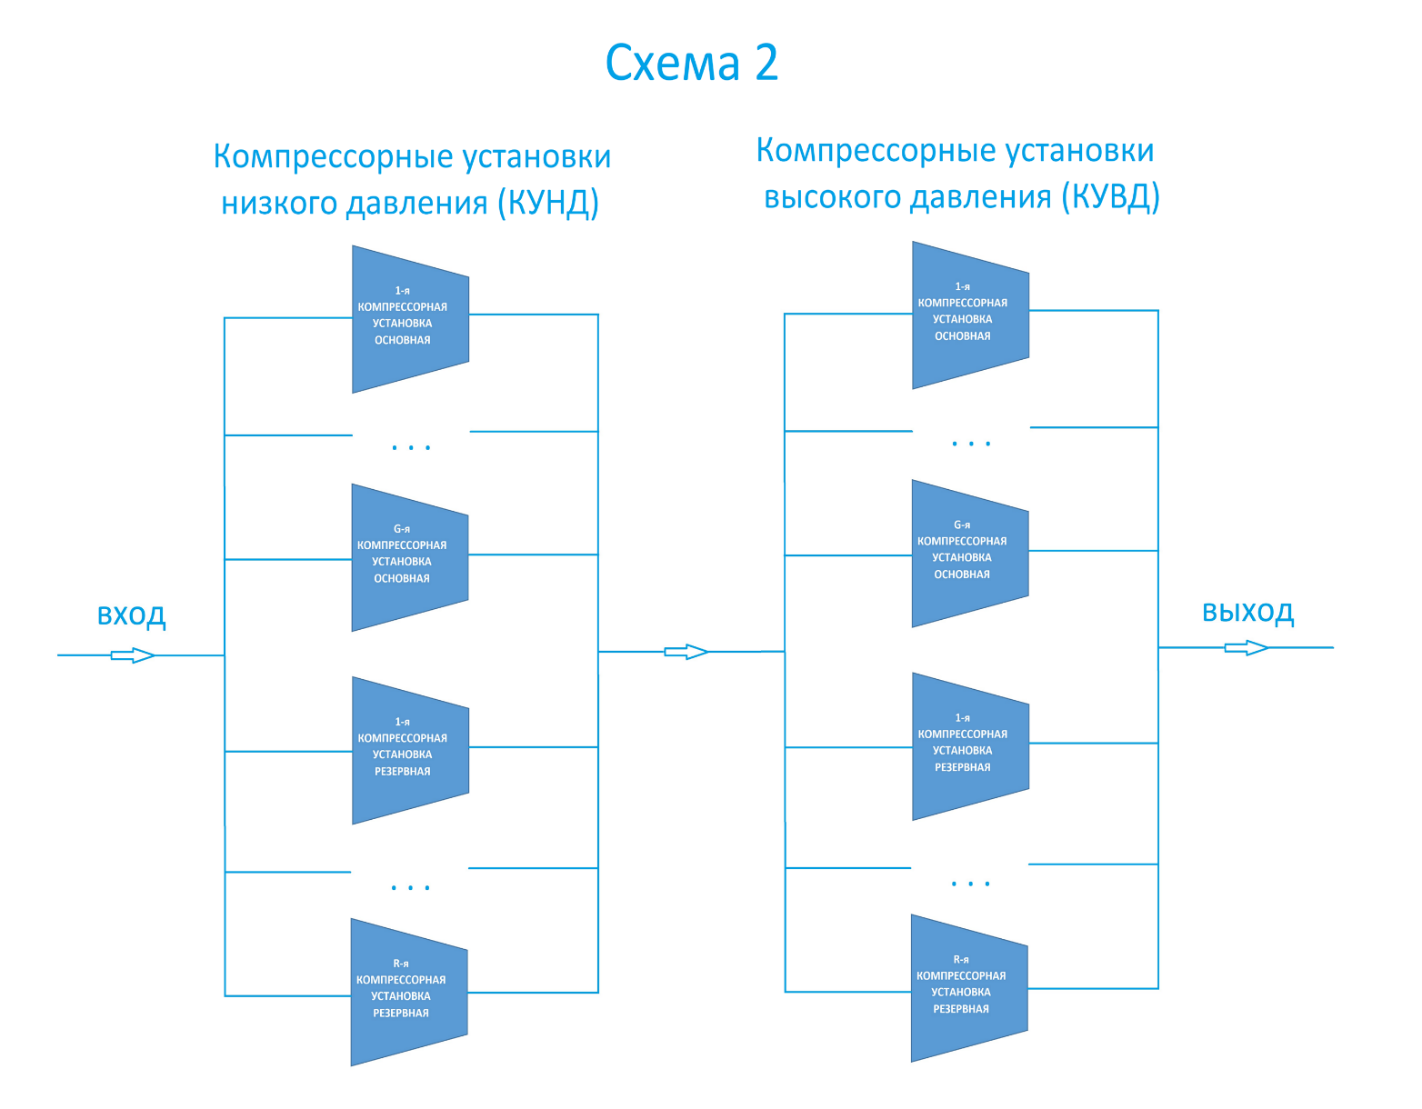 Схема 2
Компрессорные установки
низкого давления (КУНД)
Компрессорные установки
высокого давления (КУВД)
1-я
КОМПРЕССОРНАЯ
УСТАНОВКА
ОСНОВНАЯ
. . .
G-я
КОМПРЕССОРНАЯ
УСТАНОВКА
ОСНОВНАЯ
вход
1-я
КОМПРЕССОРНАЯ
УСТАНОВКА
РЕЗЕРВНАЯ
. . .
R-я
КОМПРЕССОРНАЯ
УСТАНОВКА
РЕЗЕРВНАЯ
1-я
КОМПРЕССОРНАЯ
УСТАНОВКА
ОСНОВНАЯ
. . .
G-я
КОМПРЕССОРНАЯ
УСТАНОВКА
ОСНОВНАЯ
выход
1-я
КОМПРЕССОРНАЯ
УСТАНОВКА
РЕЗЕРВНАЯ
. . .
R-я
КОМПРЕССОРНАЯ
УСТАНОВКА
РЕЗЕРВНАЯ